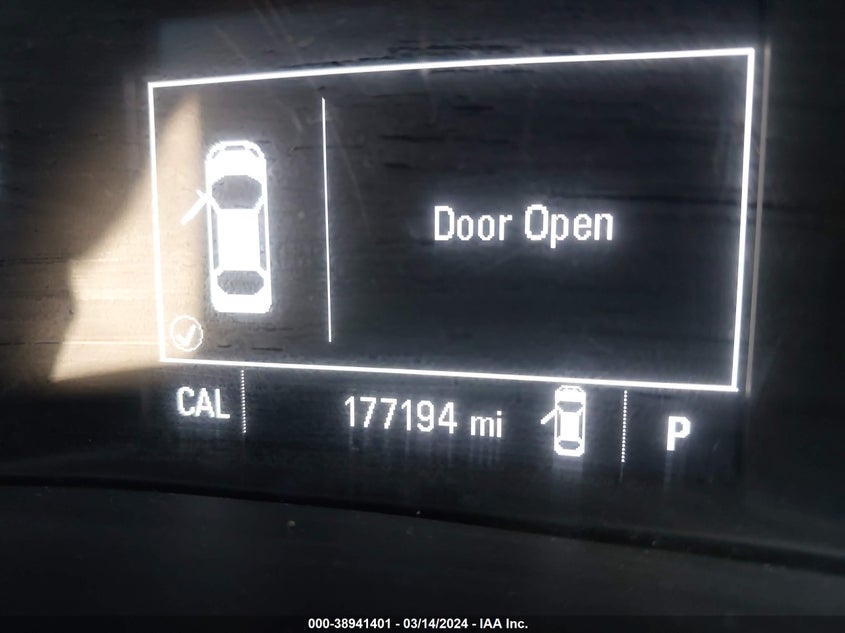 Door Open
CAL
177194 mi
P
000-38941401 - 03/14/2024 - IAA Inc.